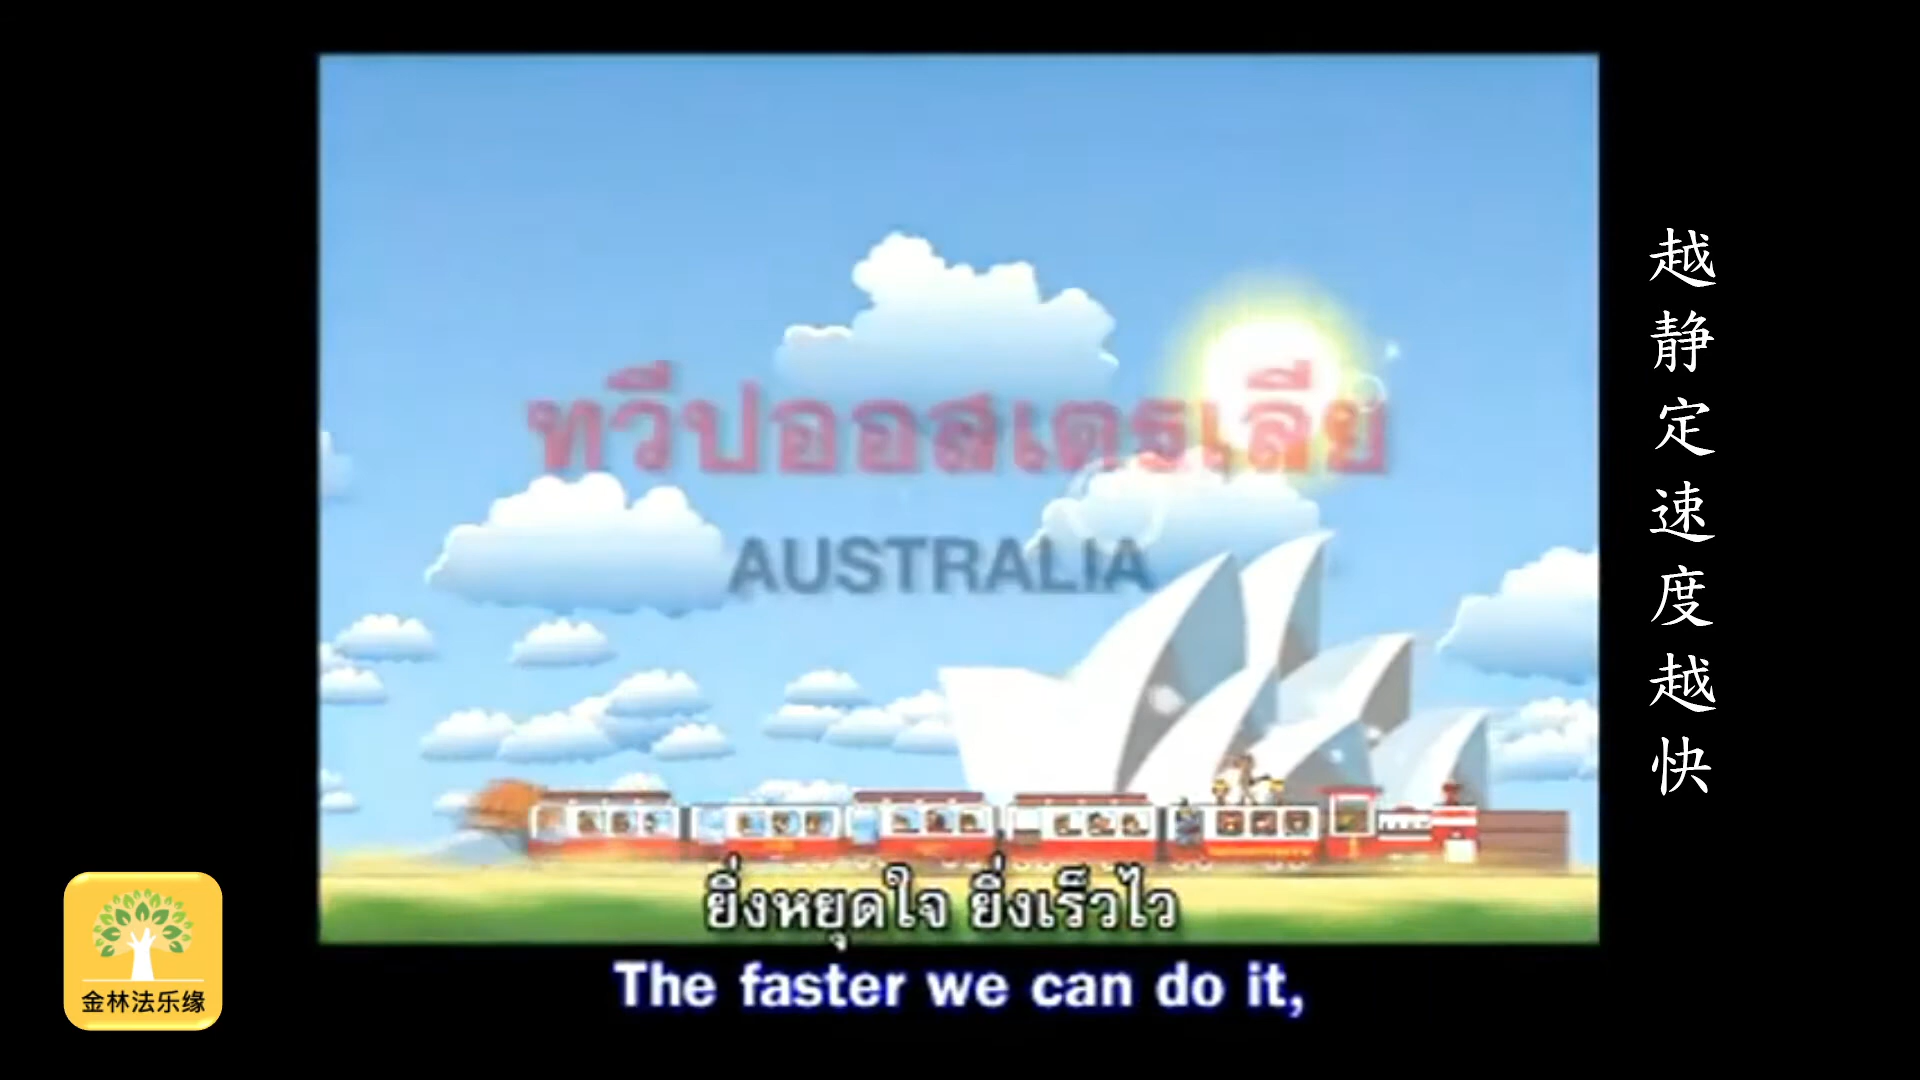 ทวีปออสเตรเลีย
AUSTRALIA
ยิ่งหยุดใจ ยิ่งเร็วไว
The faster we can do it,
越静定速度越快
金林法乐缘